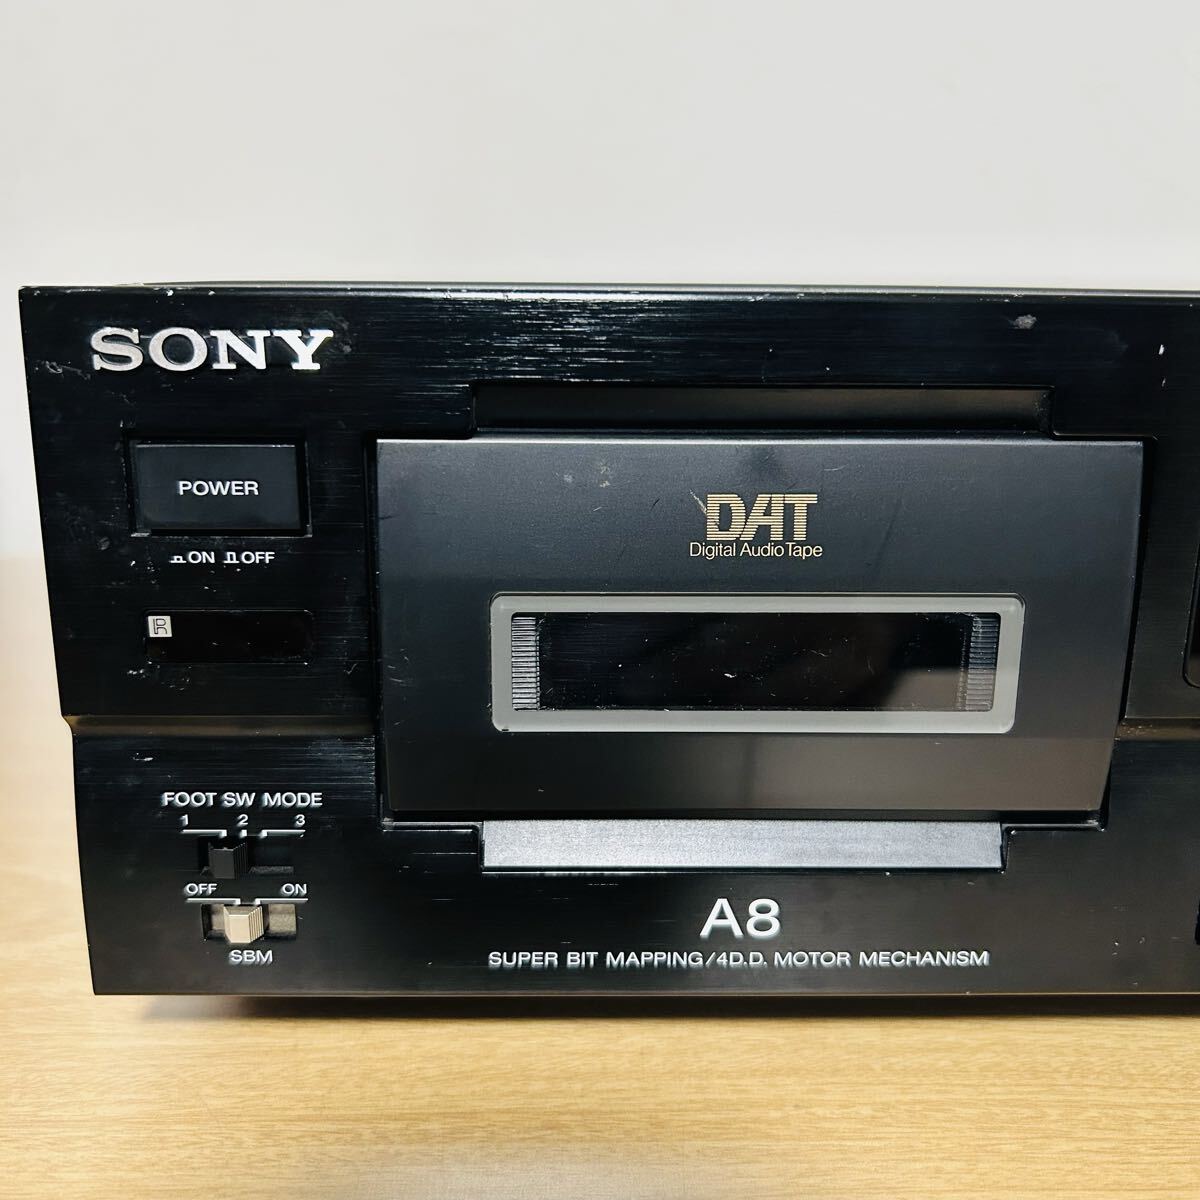 SONY
POWER
ON OFF
R
DAT
Digital Audio Tape
FOOT SW MODE
1 2 3
OFF ON
SBM
A8
SUPER BIT MAPPING/4D.D. MOTOR MECHANISM